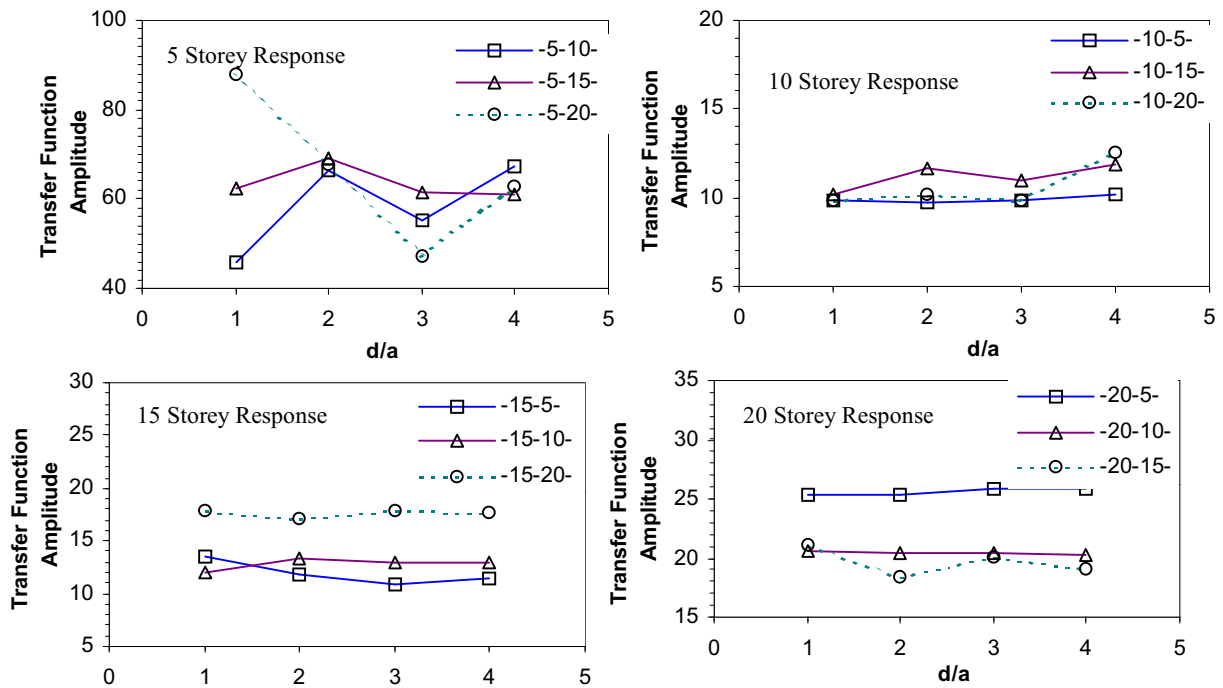 5 Storey Response
-5-10-
-5-15-
-5-20-
Transfer Function
Amplitude
100
80
60
40
0 1 2 3 4 5
d/a
10 Storey Response
-10-5-
-10-15-
-10-20-
Transfer Function
Amplitude
20
15
10
5
0 1 2 3 4 5
d/a
15 Storey Response
-15-5-
-15-10-
-15-20-
Transfer Function
Amplitude
30
25
20
15
10
5
0 1 2 3 4 5
20 Storey Response
-20-5-
-20-10-
-20-15-
Transfer Function
Amplitude
35
30
25
20
15
0 1 2 3 4 5
d/a